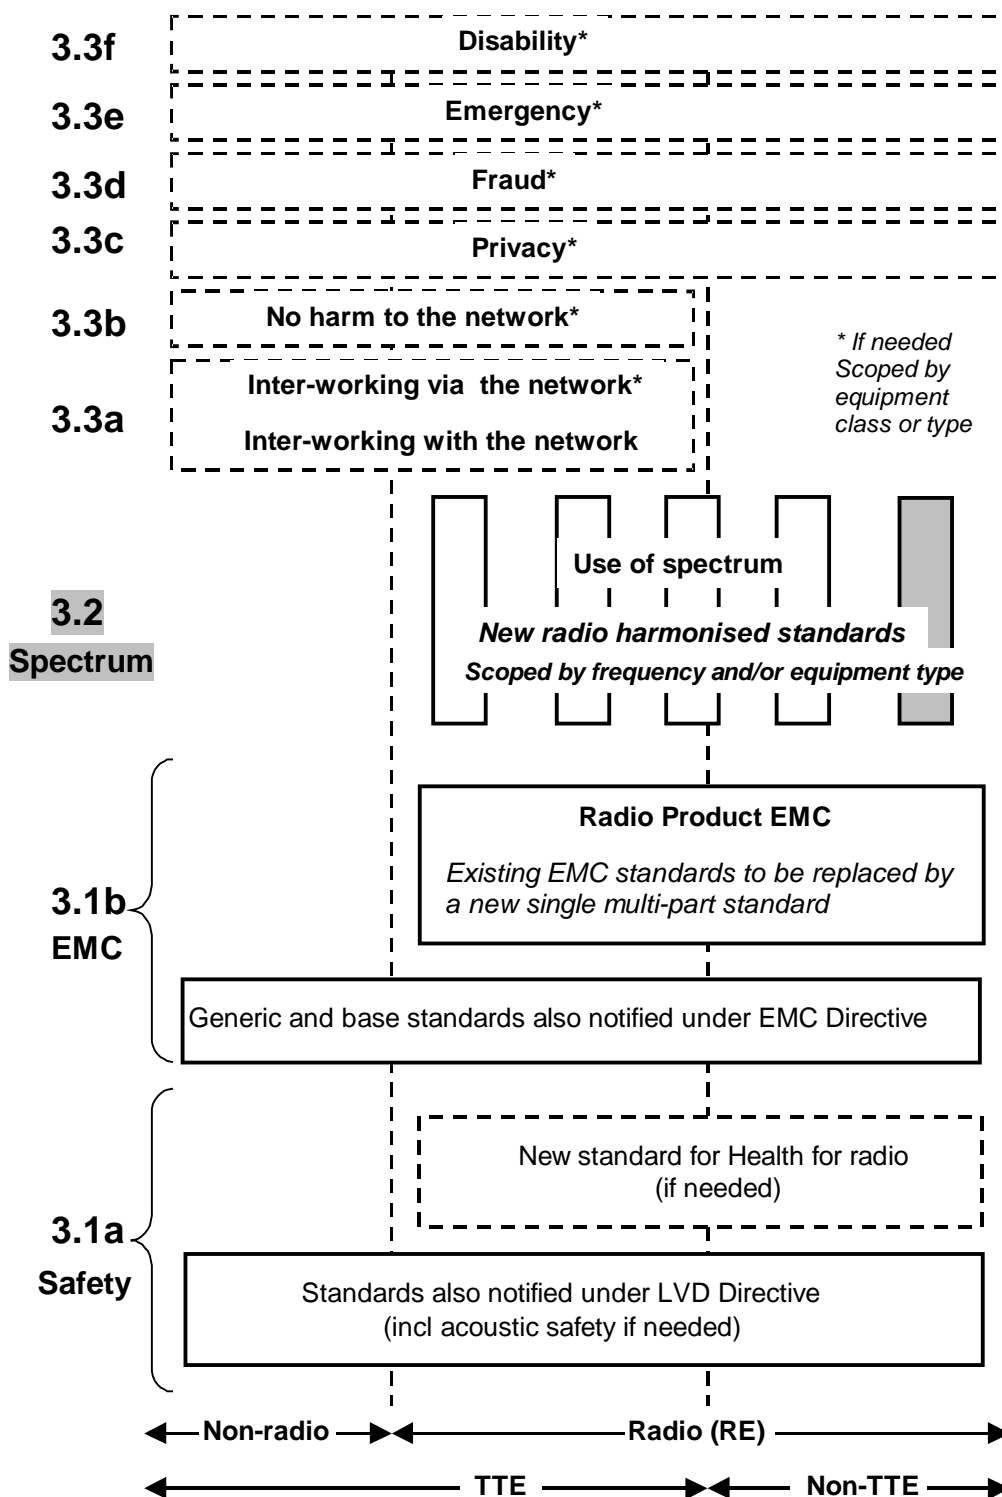 3.3f
Disability*
3.3e
Emergency*
3.3d
Fraud*
3.3c
Privacy*
3.3b
No harm to the network*
* If needed
Scoped by
equipment
class or type
3.3a
Inter-working via the network*
Inter-working with the network
Use of spectrum
3.2
Spectrum
New radio harmonised standards
Scoped by frequency and/or equipment type
Radio Product EMC
Existing EMC standards to be replaced by
a new single multi-part standard
3.1b
EMC
Generic and base standards also notified under EMC Directive
New standard for Health for radio
(if needed)
3.1a
Safety
Standards also notified under LVD Directive
(incl acoustic safety if needed)
Non-radio
Radio (RE)
TTE
Non-TTE